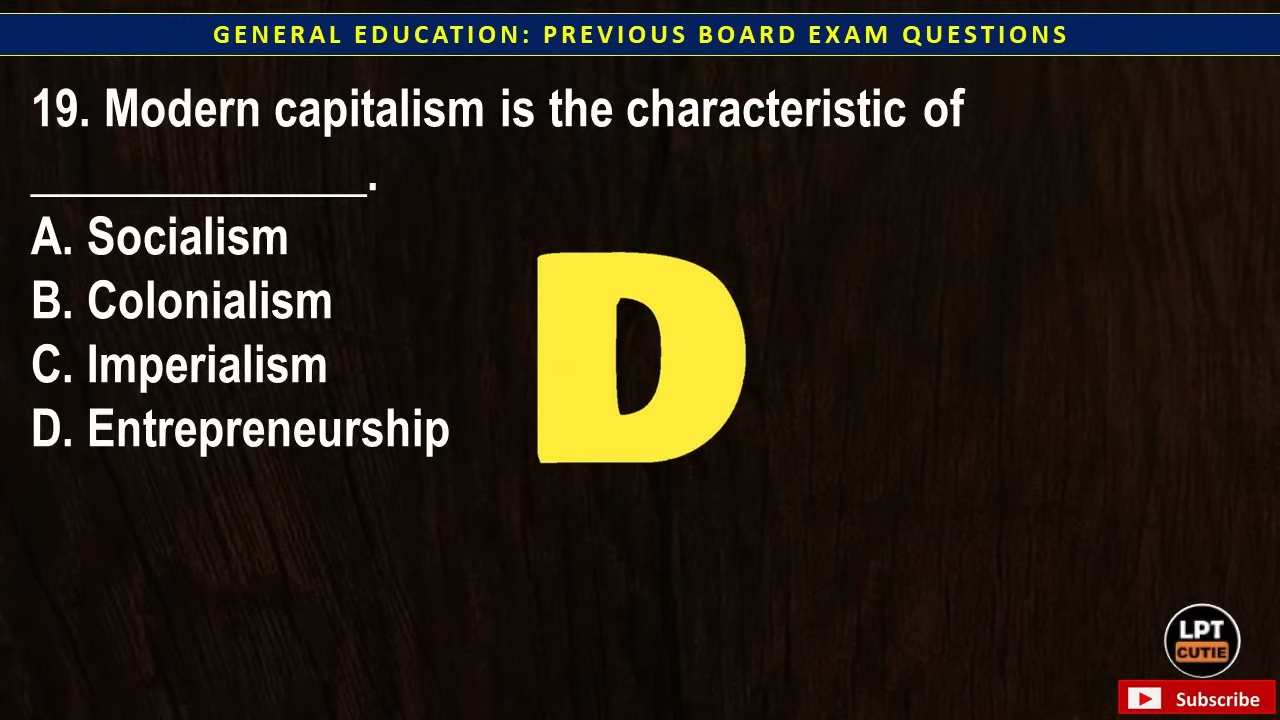 GENERAL EDUCATION: PREVIOUS BOARD EXAM QUESTIONS
19. Modern capitalism is the characteristic of
_______________.
A. Socialism
B. Colonialism
C. Imperialism
D. Entrepreneurship
D
LPT
CUTIE
Subscribe